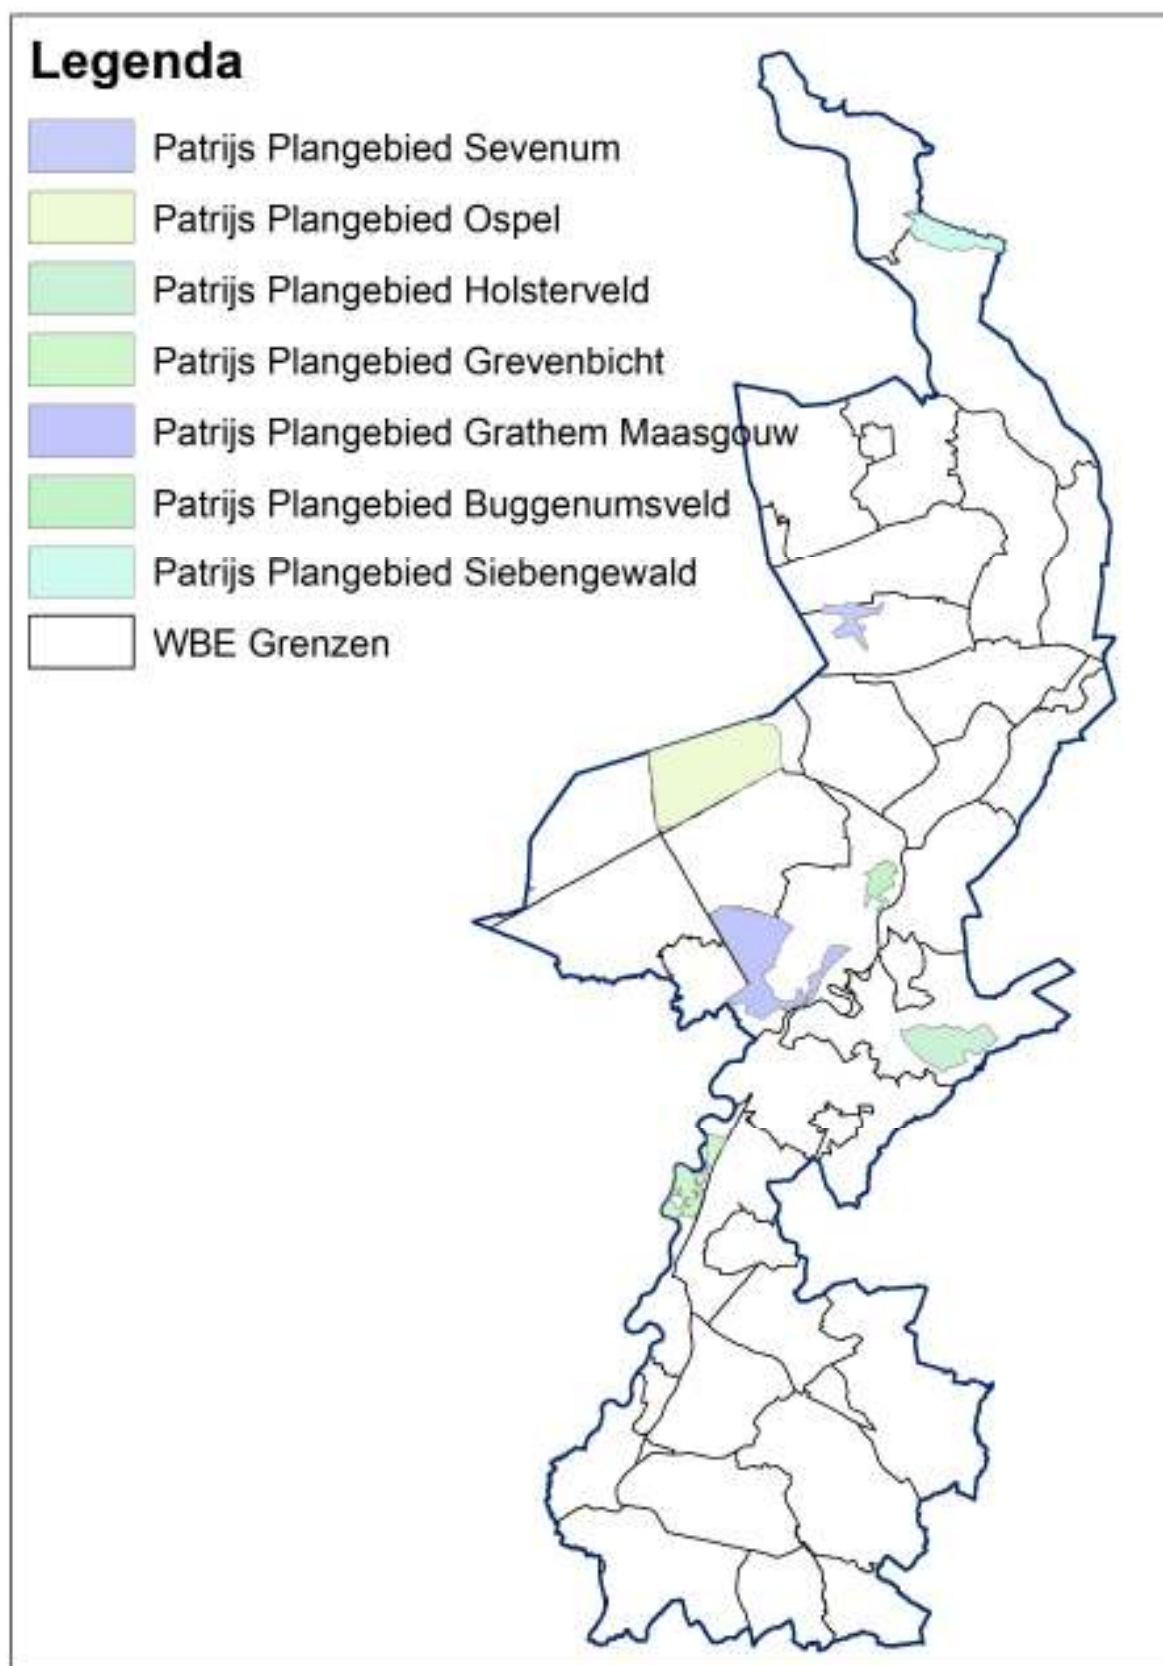 Legenda
Patrijs Plangebied Sevenum
Patrijs Plangebied Ospel
Patrijs Plangebied Holsterveld
Patrijs Plangebied Grevenbicht
Patrijs Plangebied Grathem Maasgouw
Patrijs Plangebied Buggenumsveld
Patrijs Plangebied Siebengewald
WBE Grenzen